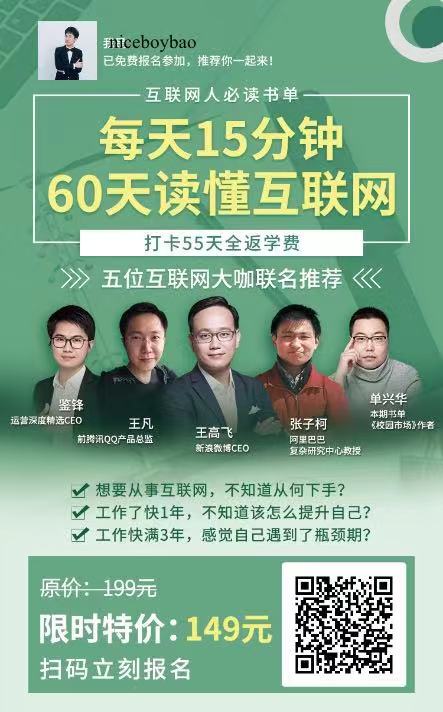 niceboybao
已免费报名参加，推荐你一起来！
互联网人必读书单
每天15分钟
60天读懂互联网
打卡55天全返学费
五位互联网大咖联名推荐
鉴锋
运营深度精选CEO
王凡
前腾讯QQ产品总监
王高飞
新浪微博CEO
张子柯
阿里巴巴
复杂研究中心教授
单兴华
本期书单
《校园市场》作者
想要从事互联网，不知道从何下手？
工作了快1年，不知道该怎么提升自己？
工作快满3年，感觉自己遇到了瓶颈期？
原价：199元
限时特价：149元
扫码立刻报名